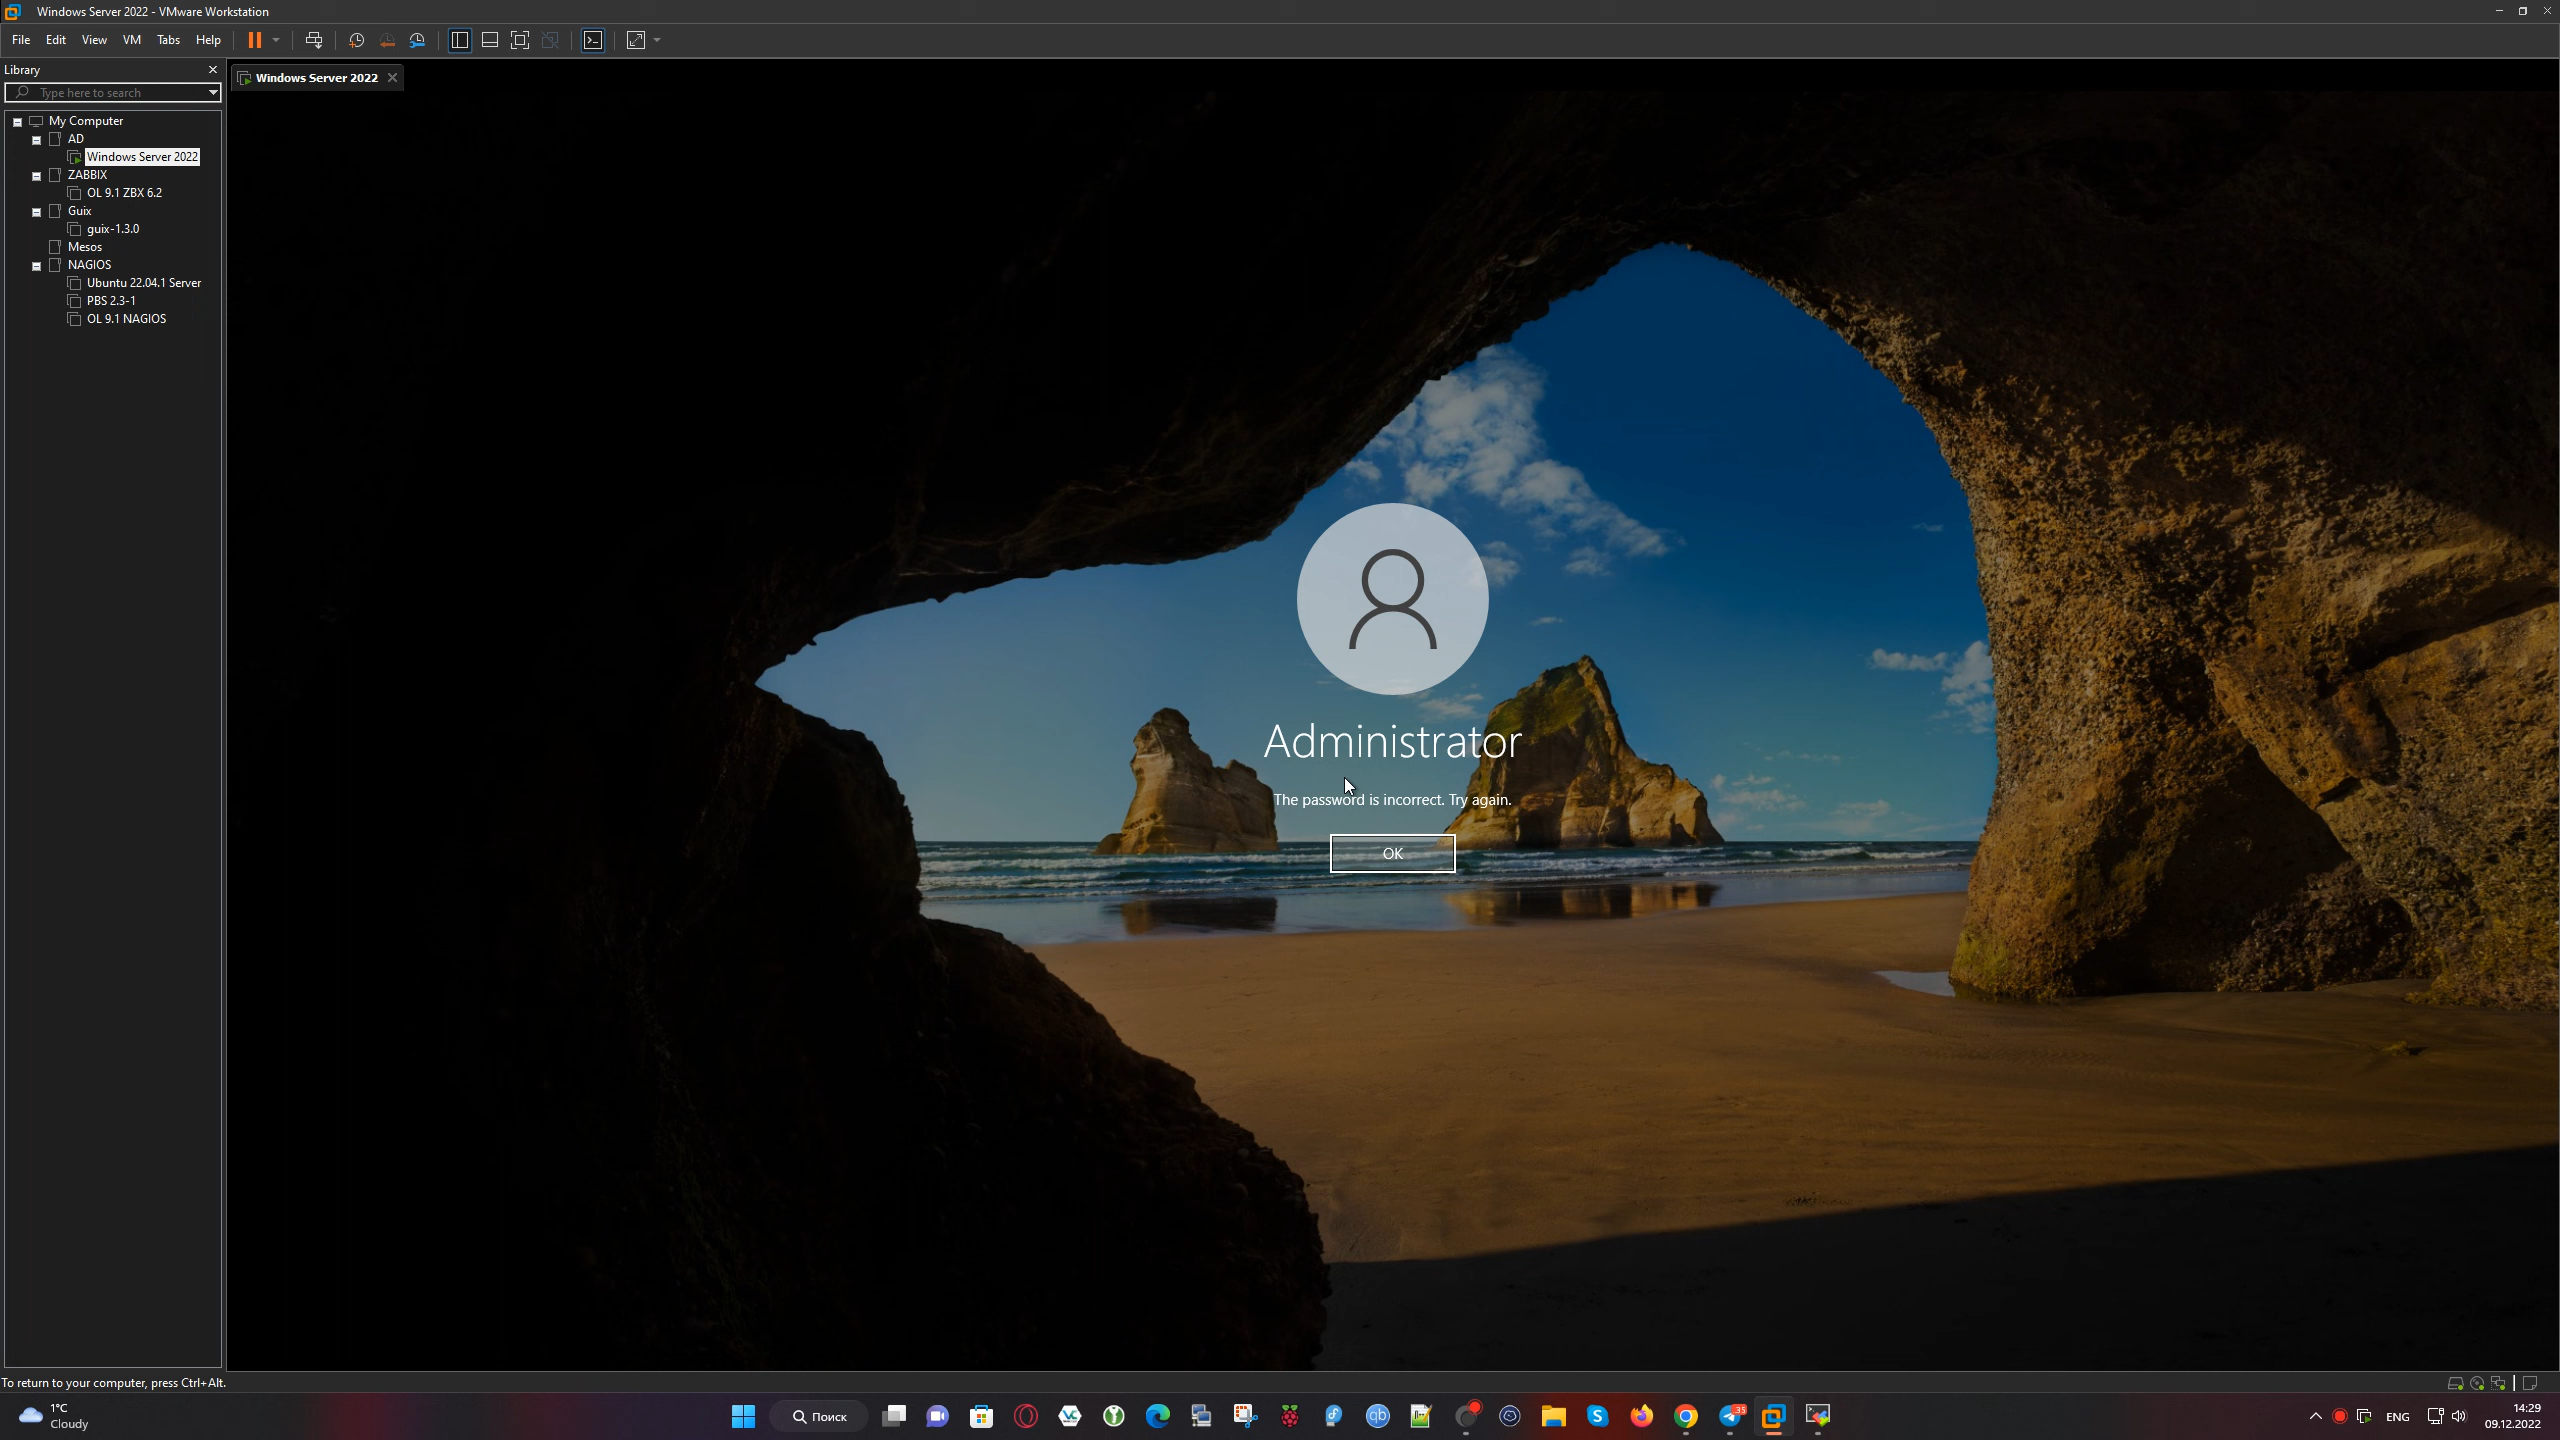 Windows Server 2022 - VMware Workstation
File Edit View VM Tabs Help
Library
Type here to search
Windows Server 2022
My Computer
AD
Windows Server 2022
ZABBIX
OL 9.1 ZBX 6.2
Guix
guix-1.3.0
Mesos
NAGIOS
Ubuntu 22.04.1 Server
PBS 2.3-1
OL 9.1 NAGIOS
Administrator
The password is incorrect. Try again.
OK
To return to your computer, press Ctrl+Alt.
1°C
Cloudy
Поиск
qb
35
ENG
14:29
09.12.2022